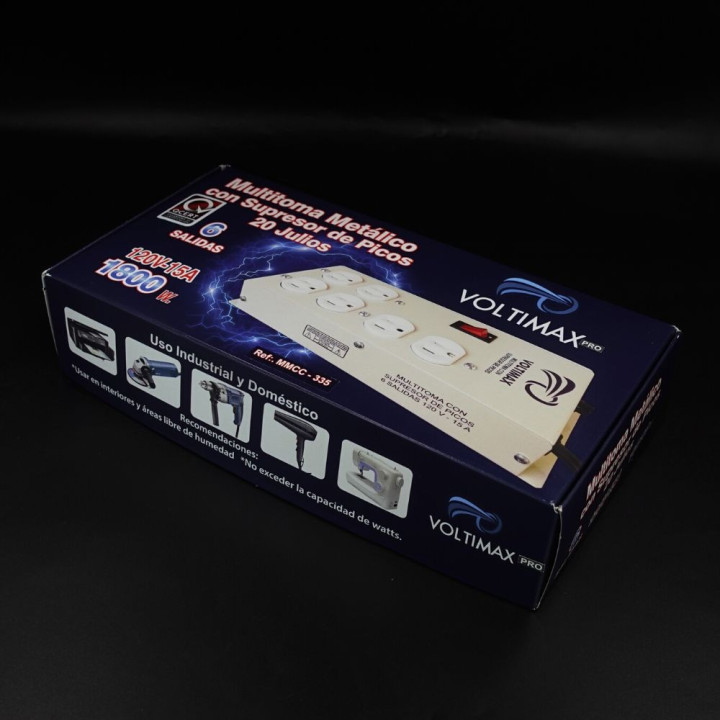 Multitoma Metálico
con Supresor de Picos
20 Julios
QCERT
6
SALIDAS
120V-15A
1800 W.
VOLTIMAX PRO
MULTITOMA CON
SUPRESOR DE PICOS
6 SALIDAS 120 V - 15 A
VOLTIMAX
Ref:. MMCC - 335
Uso Industrial y Doméstico
Recomendaciones:
*Usar en interiores y áreas libre de humedad *No exceder la capacidad de watts.
VOLTIMAX PRO
Multitoma Metálico